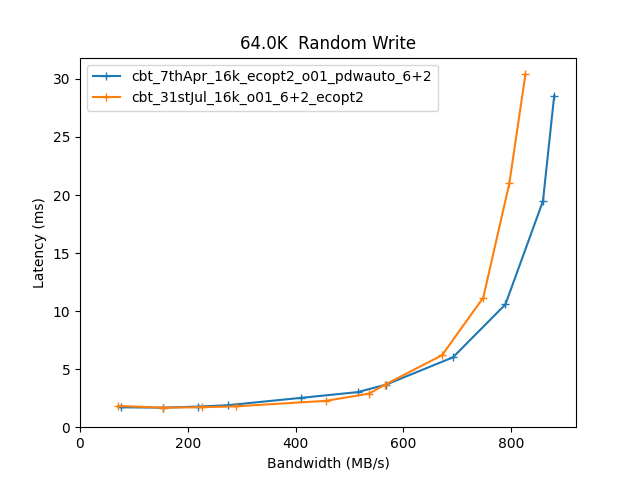 64.0K  Random Write
cbt_7thApr_16k_ecopt2_o01_pdwauto_6+2
cbt_31stJul_16k_o01_6+2_ecopt2
Latency (ms)
30
25
20
15
10
5
0
0 200 400 600 800
Bandwidth (MB/s)